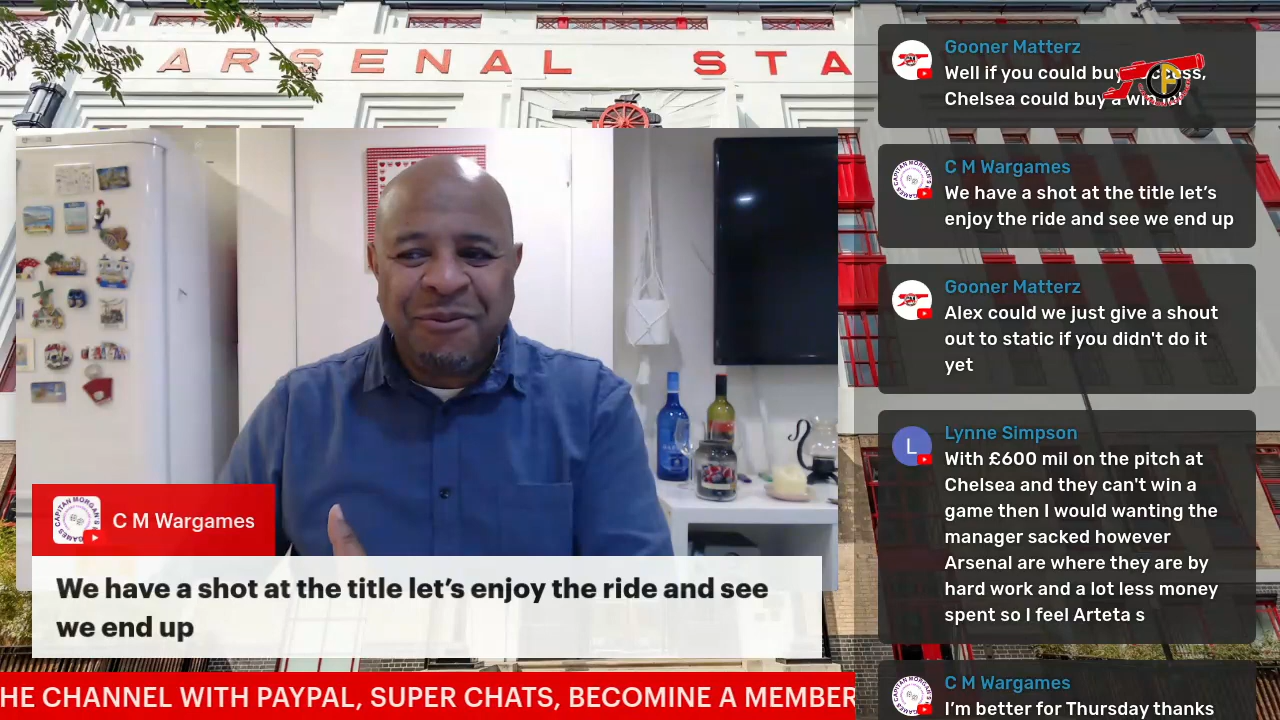 ARSENAL STA
C M Wargames
We have a shot at the title let’s enjoy the ride and see
we end up
HE CHANNEL WITH PAYPAL, SUPER CHATS, BECOMINE A MEMBER
Gooner Matterz
Well if you could buy
Chelsea could buy a
C M Wargames
We have a shot at the title let’s
enjoy the ride and see we end up
Gooner Matterz
Alex could we just give a shout
out to static if you didn't do it
yet
L
Lynne Simpson
With £600 mil on the pitch at
Chelsea and they can't win a
game then I would wanting the
manager sacked however
Arsenal are where they are by
hard work and a lot less money
spent so I feel Arteta s
C M Wargames
I’m better for Thursday thanks